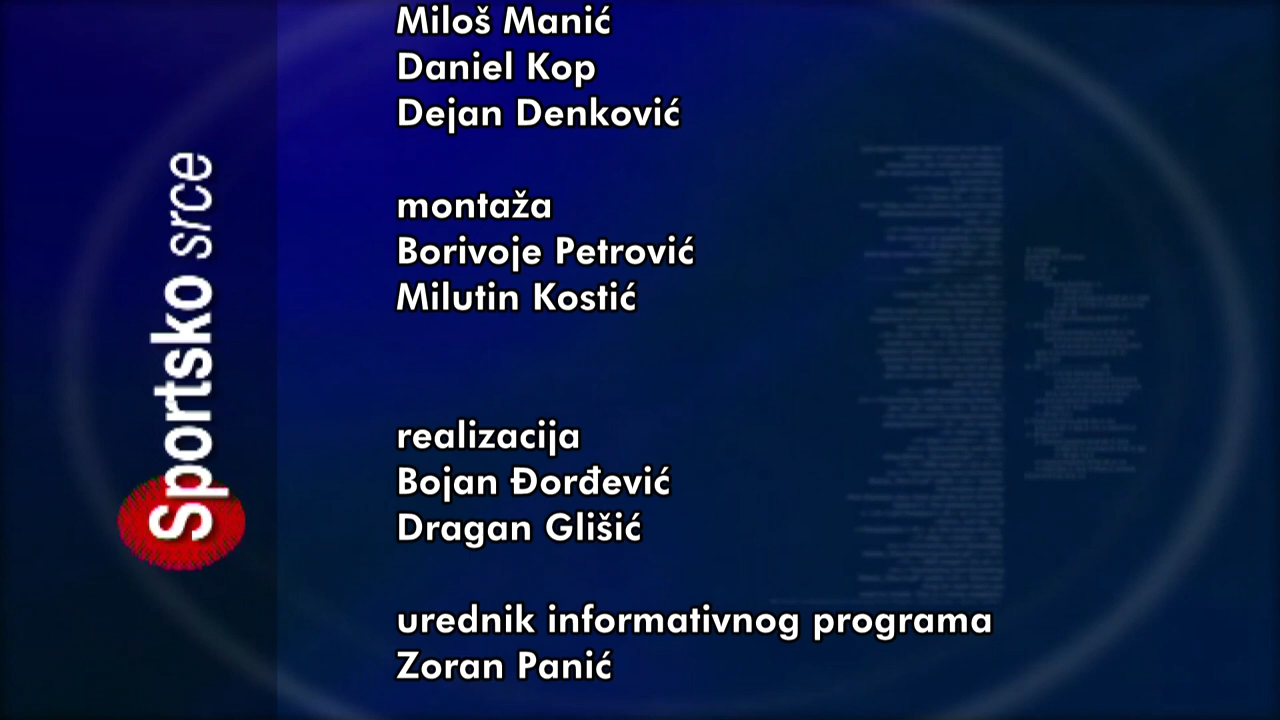 Sportsko srce
Miloš Manić
Daniel Kop
Dejan Denković
montaža
Borivoje Petrović
Milutin Kostić
realizacija
Bojan Đorđević
Dragan Glišić
urednik informativnog programa
Zoran Panić